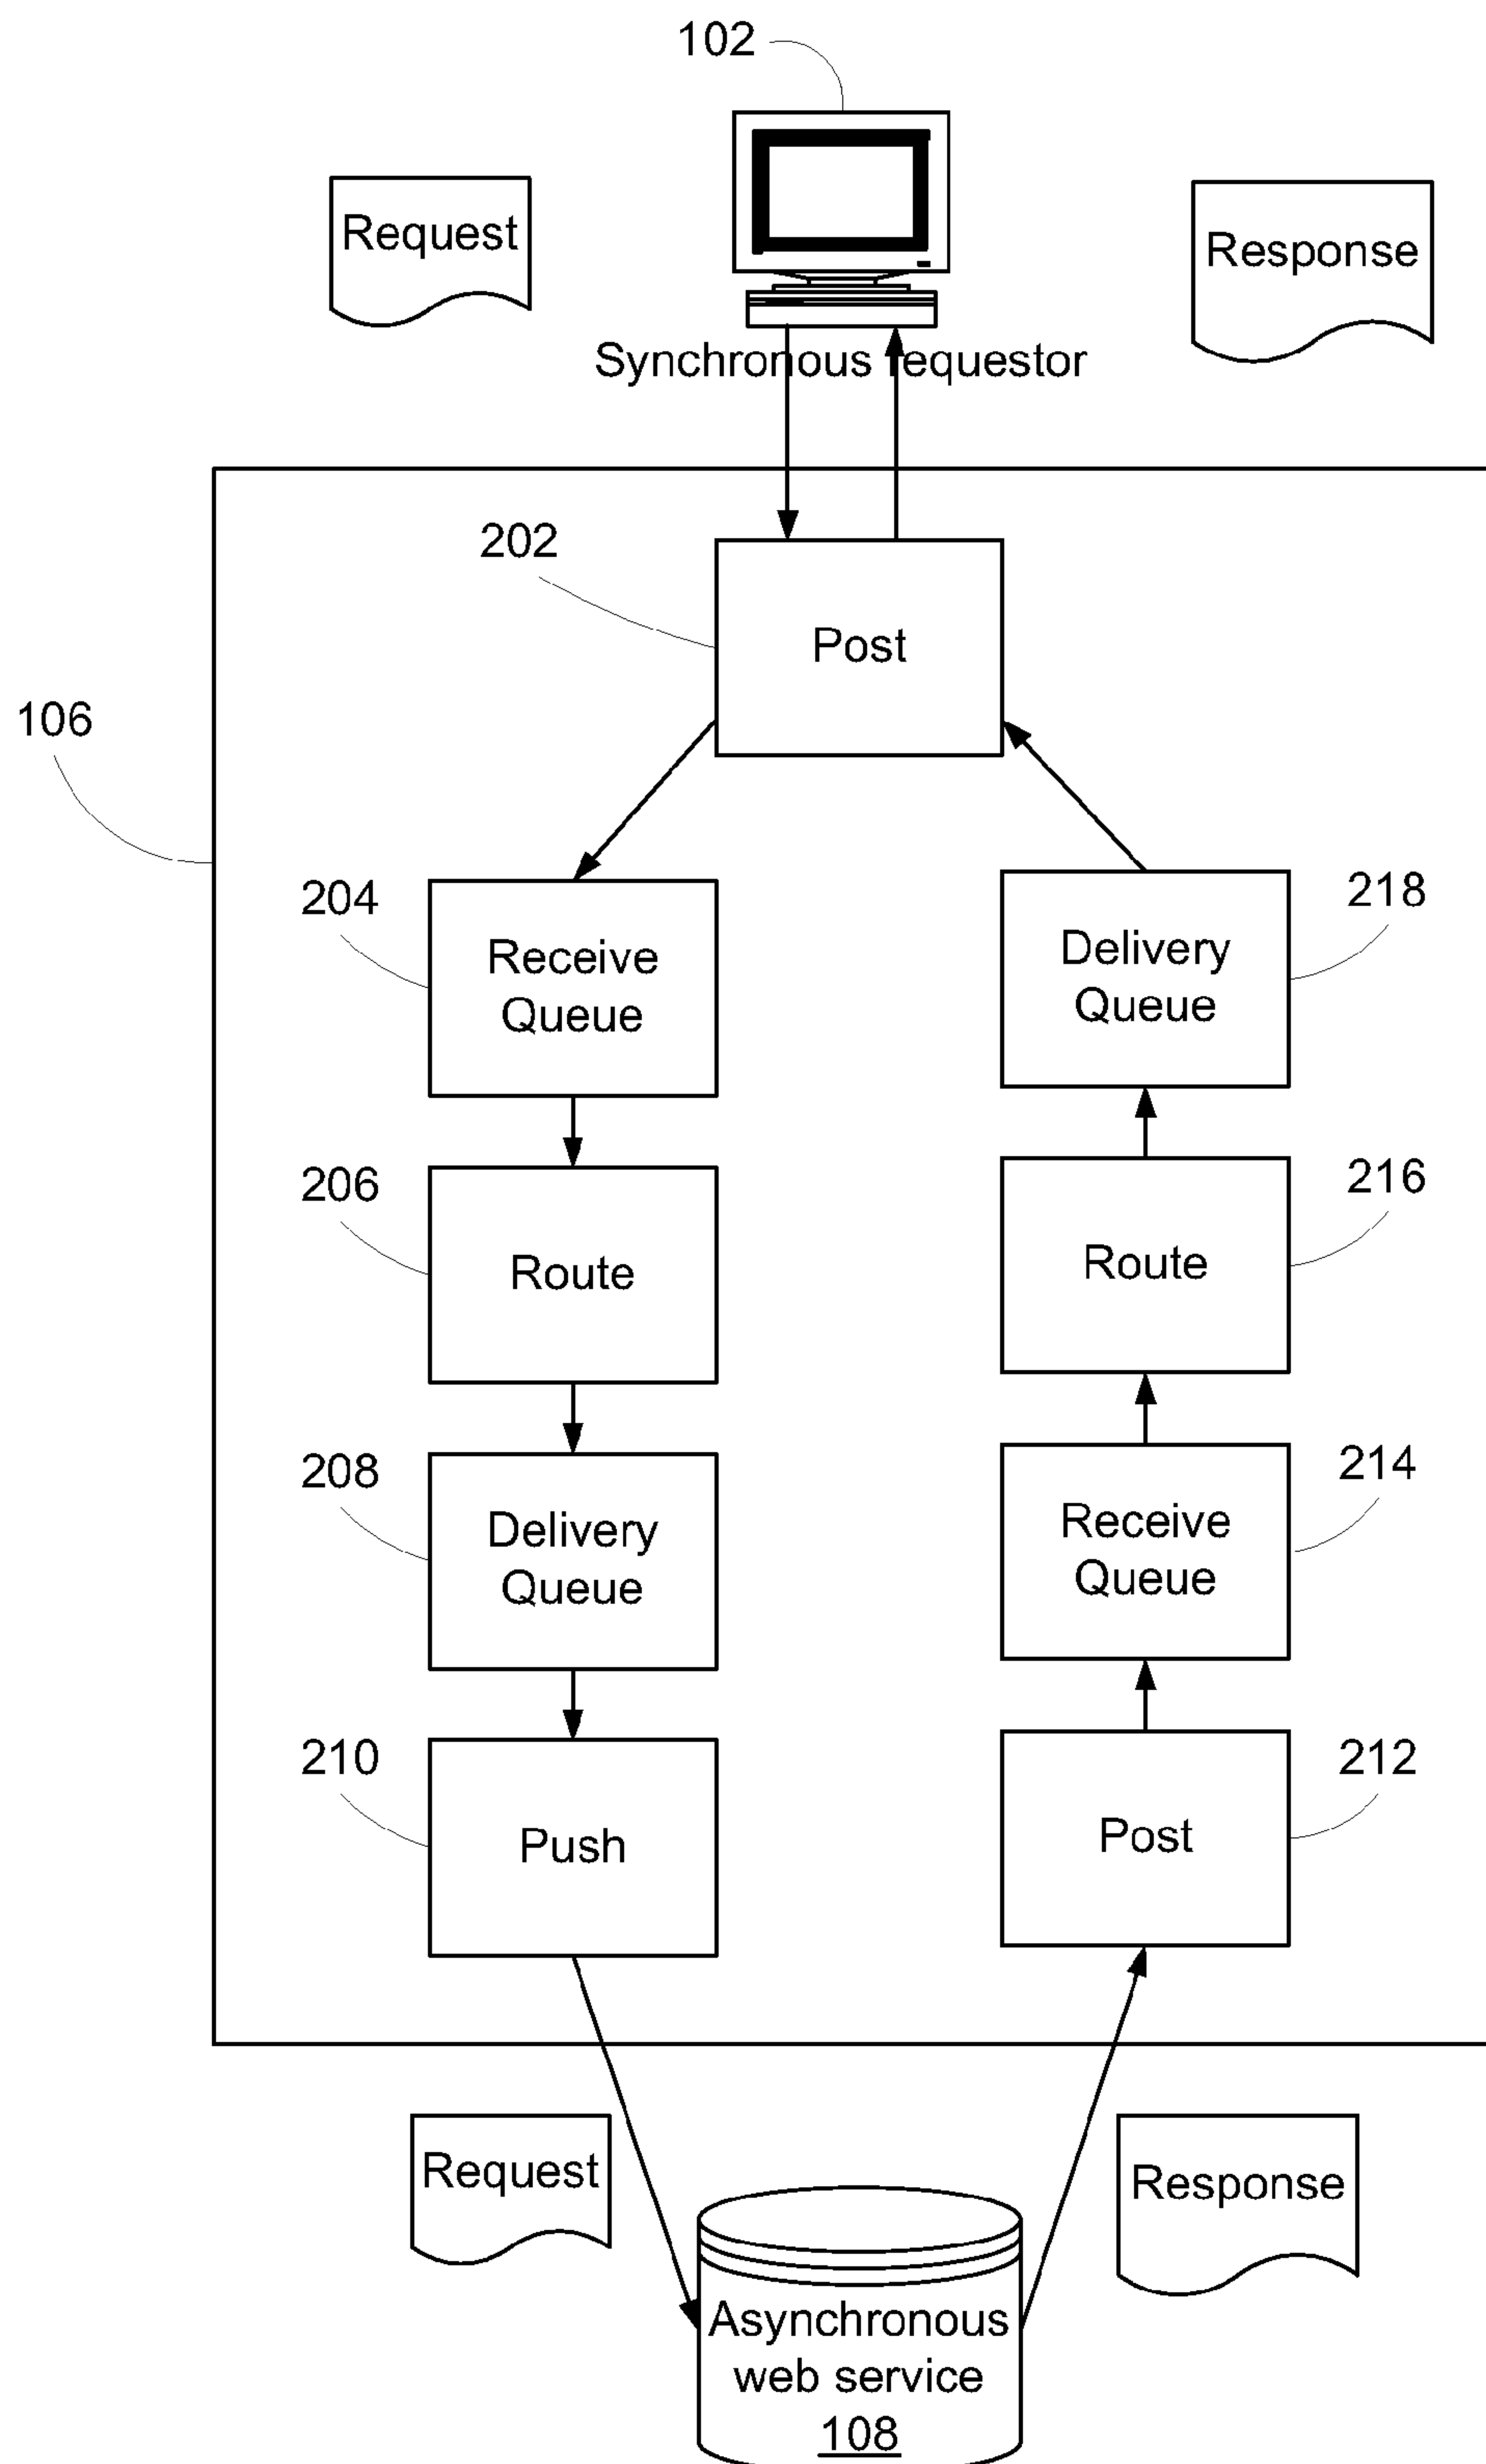 102
Request
Response
Synchronous requestor
202
Post
106
204
Receive
Queue
218
Delivery
Queue
206
Route
216
Route
208
Delivery
Queue
214
Receive
Queue
210
Push
212
Post
Request
Response
Asynchronous
web service
108